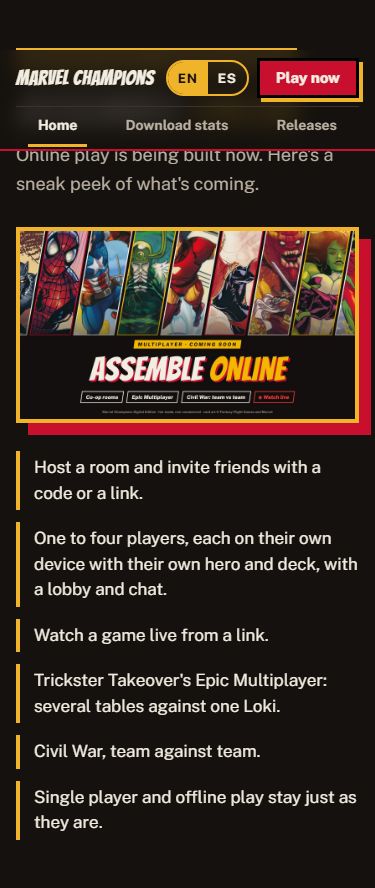 MARVEL CHAMPIONS
EN ES
Play now
Home Download stats Releases
Online play is being built now. Here's a
sneak peek of what's coming.
MULTIPLAYER · COMING SOON
ASSEMBLE ONLINE
Co-op rooms Epic Multiplayer Civil War: team vs team Watch live
Host a room and invite friends with a
code or a link.
One to four players, each on their own
device with their own hero and deck, with
a lobby and chat.
Watch a game live from a link.
Trickster Takeover's Epic Multiplayer:
several tables against one Loki.
Civil War, team against team.
Single player and offline play stay just as
they are.